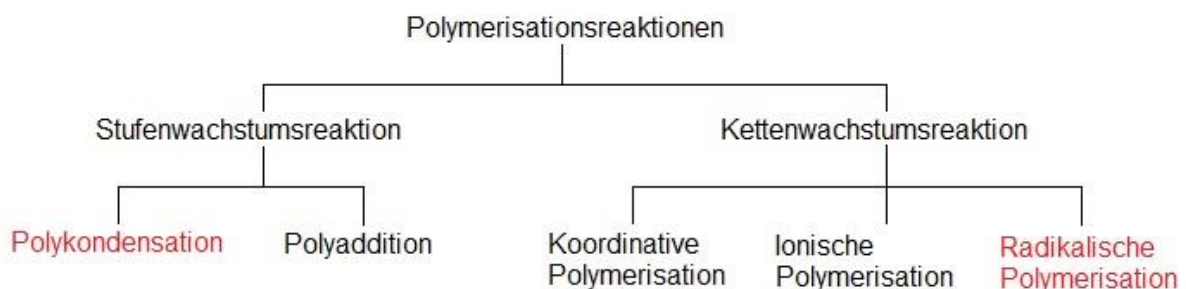 Polymerisationsreaktionen
Stufenwachstumsreaktion
Kettenwachstumsreaktion
Polykondensation
Polyaddition
Koordinative
Polymerisation
Ionische
Polymerisation
Radikalische
Polymerisation